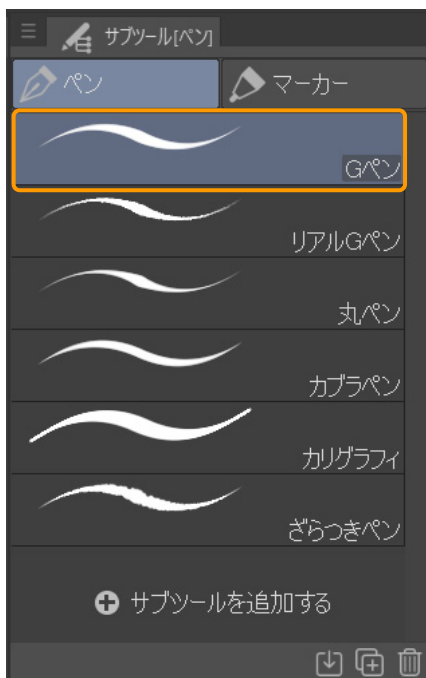 サブツール[ペン]
ペン
マーカー
Gペン
リアルGペン
丸ペン
カブラペン
カリグラフィ
ざらつきペン
サブツールを追加する